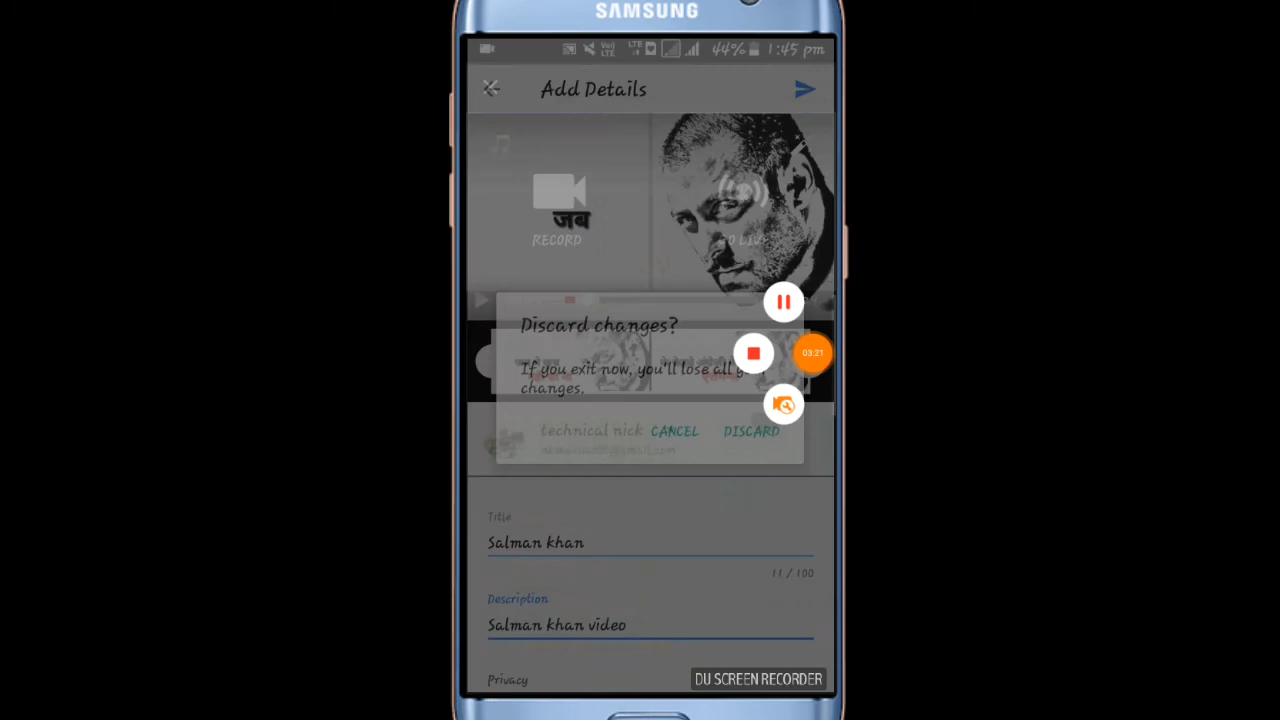 SAMSUNG
VoLTE LTE 44% 1:45 pm
Add Details
जब
RECORD
Discard changes?
03:21
If you exit now, you'll lose all
changes.
technical nick CANCEL DISCARD
Title
Salman khan
11 / 100
Description
Salman khan video
Privacy
DU SCREEN RECORDER